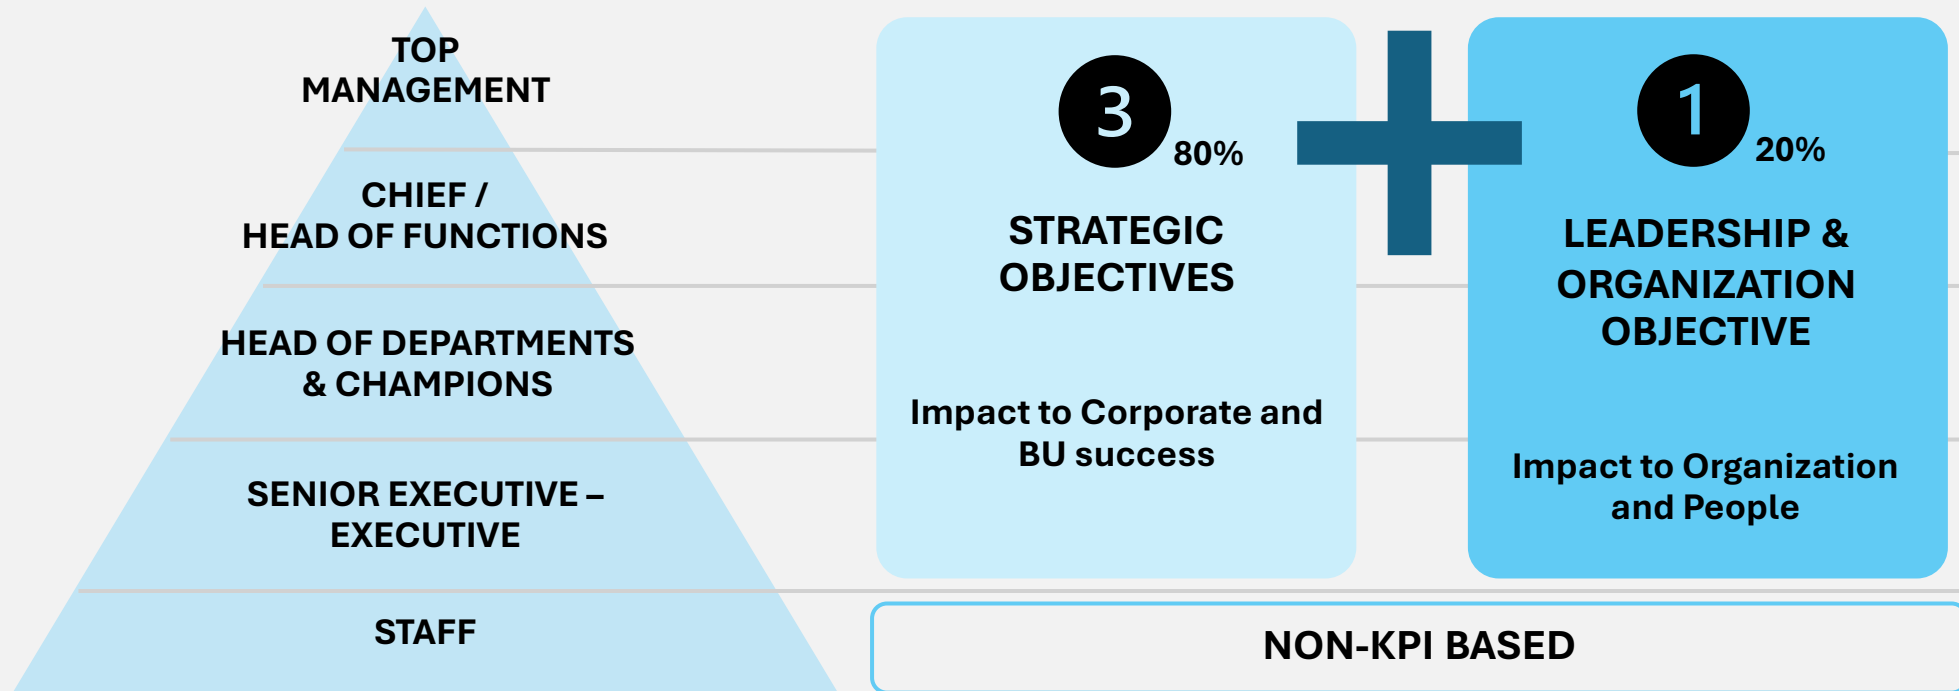 TOP
MANAGEMENT
CHIEF /
HEAD OF FUNCTIONS
HEAD OF DEPARTMENTS
& CHAMPIONS
SENIOR EXECUTIVE –
EXECUTIVE
STAFF
3
80%
STRATEGIC
OBJECTIVES
Impact to Corporate and
BU success
1
20%
LEADERSHIP &
ORGANIZATION
OBJECTIVE
Impact to Organization
and People
NON-KPI BASED